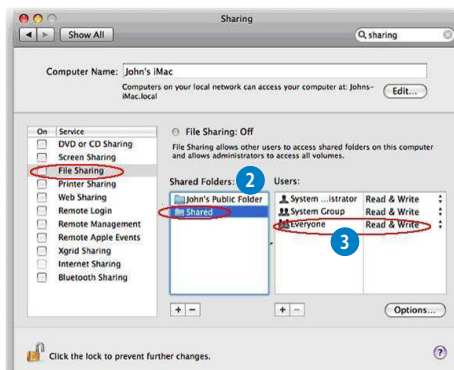 Sharing
Show All
sharing
Computer Name: John's iMac
Computers on your local network can access your computer at: Johns-
iMac.local
Edit...
On Service
DVD or CD Sharing
Screen Sharing
File Sharing
Printer Sharing
Web Sharing
Remote Login
Remote Management
Remote Apple Events
Xgrid Sharing
Internet Sharing
Bluetooth Sharing
File Sharing: Off
File Sharing allows other users to access shared folders on this computer
and allows administrators to access all volumes.
Shared Folders: 2 Users:
John's Public Folder
Shared
System ...istrator Read & Write
System Group Read & Write
Everyone Read & Write
3
+ − + −
Options...
Click the lock to prevent further changes.
?